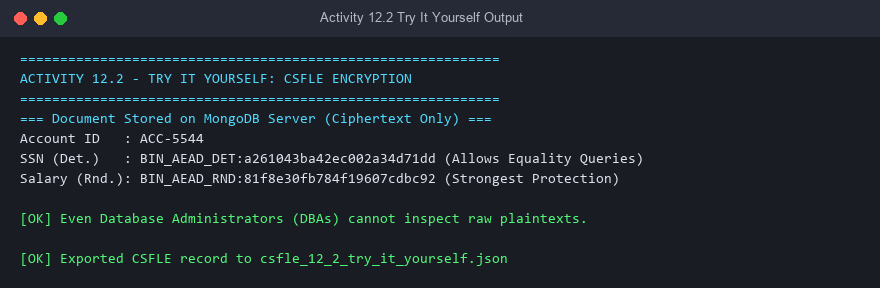 Activity 12.2 Try It Yourself Output
============================================================
ACTIVITY 12.2 - TRY IT YOURSELF: CSFLE ENCRYPTION
============================================================
=== Document Stored on MongoDB Server (Ciphertext Only) ===
Account ID   : ACC-5544
SSN (Det.)   : BIN_AEAD_DET:a261043ba42ec002a34d71dd (Allows Equality Queries)
Salary (Rnd.): BIN_AEAD_RND:81f8e30fb784f19607cdbc92 (Strongest Protection)
[OK] Even Database Administrators (DBAs) cannot inspect raw plaintexts.
[OK] Exported CSFLE record to csfle_12_2_try_it_yourself.json